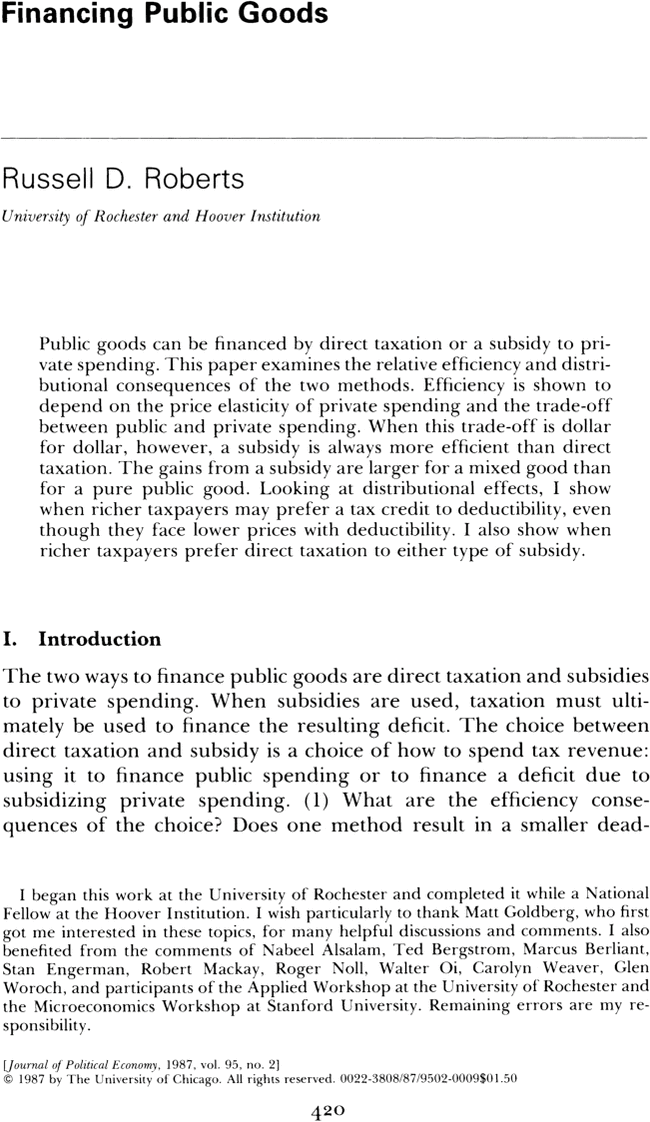 Financing Public Goods
Russell D. Roberts
University of Rochester and Hoover Institution
Public goods can be financed by direct taxation or a subsidy to pri-
vate spending. This paper examines the relative efficiency and distri-
butional consequences of the two methods. Efficiency is shown to
depend on the price elasticity of private spending and the trade-off
between public and private spending. When this trade-off is dollar
for dollar, however, a subsidy is always more efficient than direct
taxation. The gains from a subsidy are larger for a mixed good than
for a pure public good. Looking at distributional effects, I show
when richer taxpayers may prefer a tax credit to deductibility, even
though they face lower prices with deductibility. I also show when
richer taxpayers prefer direct taxation to either type of subsidy.
I. Introduction
The two ways to finance public goods are direct taxation and subsidies
to private spending. When subsidies are used, taxation must ulti-
mately be used to finance the resulting deficit. The choice between
direct taxation and subsidy is a choice of how to spend tax revenue:
using it to finance public spending or to finance a deficit due to
subsidizing private spending. (1) What are the efficiency conse-
quences of the choice? Does one method result in a smaller dead-
I began this work at the University of Rochester and completed it while a National
Fellow at the Hoover Institution. I wish particularly to thank Matt Goldberg, who first
got me interested in these topics, for many helpful discussions and comments. I also
benefited from the comments of Nabeel Alsalam, Ted Bergstrom, Marcus Berliant,
Stan Engerman, Robert Mackay, Roger Noll, Walter Oi, Carolyn Weaver, Glen
Woroch, and participants of the Applied Workshop at the University of Rochester and
the Microeconomics Workshop at Stanford University. Remaining errors are my re-
sponsibility.
[Journal of Political Economy, 1987, vol. 95, no. 2]
© 1987 by The University of Chicago. All rights reserved. 0022-3808/87/9502-0009$01.50
420